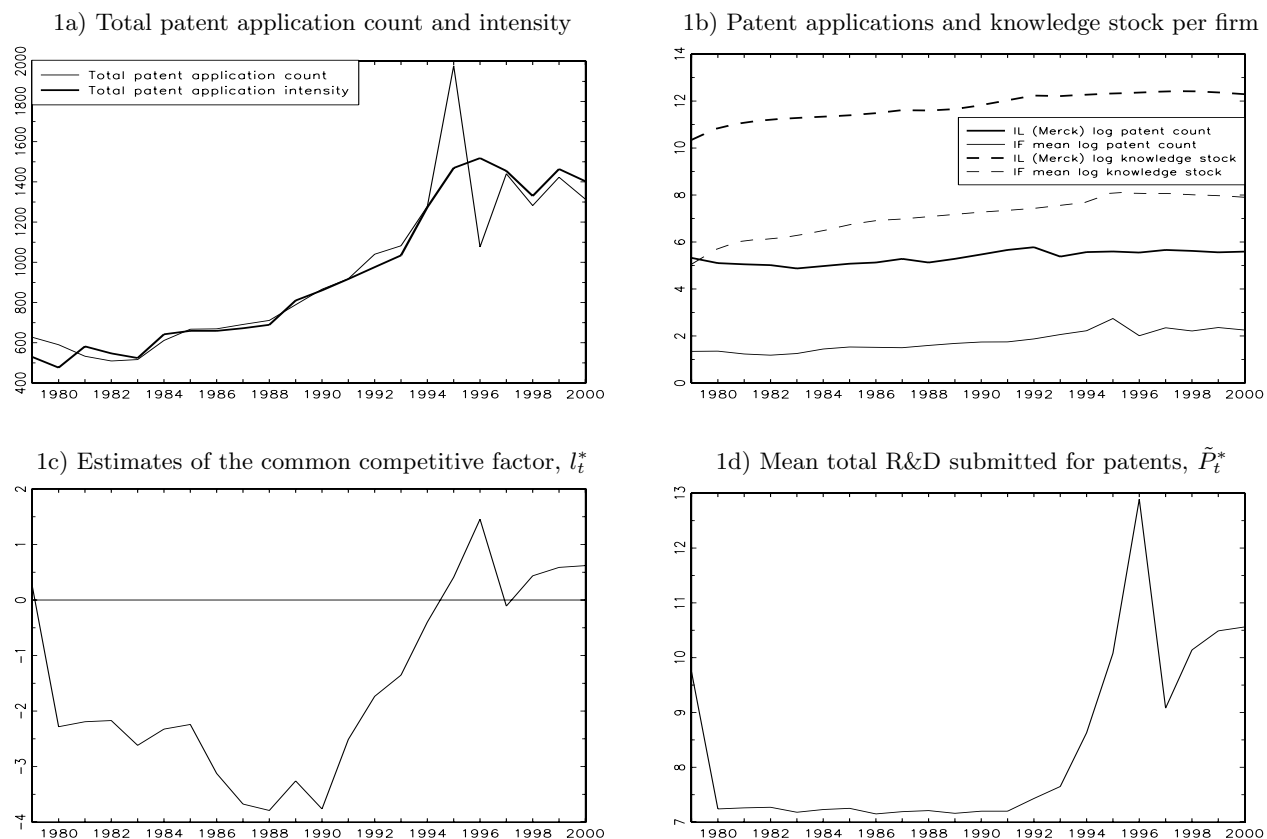 1a) Total patent application count and intensity
2000
1800
1600
1400
1200
1000
800
600
400
Total patent application count
Total patent application intensity
1980 1982 1984 1986 1988 1990 1992 1994 1996 1998 2000
1b) Patent applications and knowledge stock per firm
14
12
10
8
6
4
2
0
IL (Merck) log patent count
IF mean log patent count
IL (Merck) log knowledge stock
IF mean log knowledge stock
1980 1982 1984 1986 1988 1990 1992 1994 1996 1998 2000
1c) Estimates of the common competitive factor, l*t
2
1
0
-1
-2
-3
-4
1980 1982 1984 1986 1988 1990 1992 1994 1996 1998 2000
1d) Mean total R&D submitted for patents, P̃*t
13
12
11
10
9
8
7
1980 1982 1984 1986 1988 1990 1992 1994 1996 1998 2000